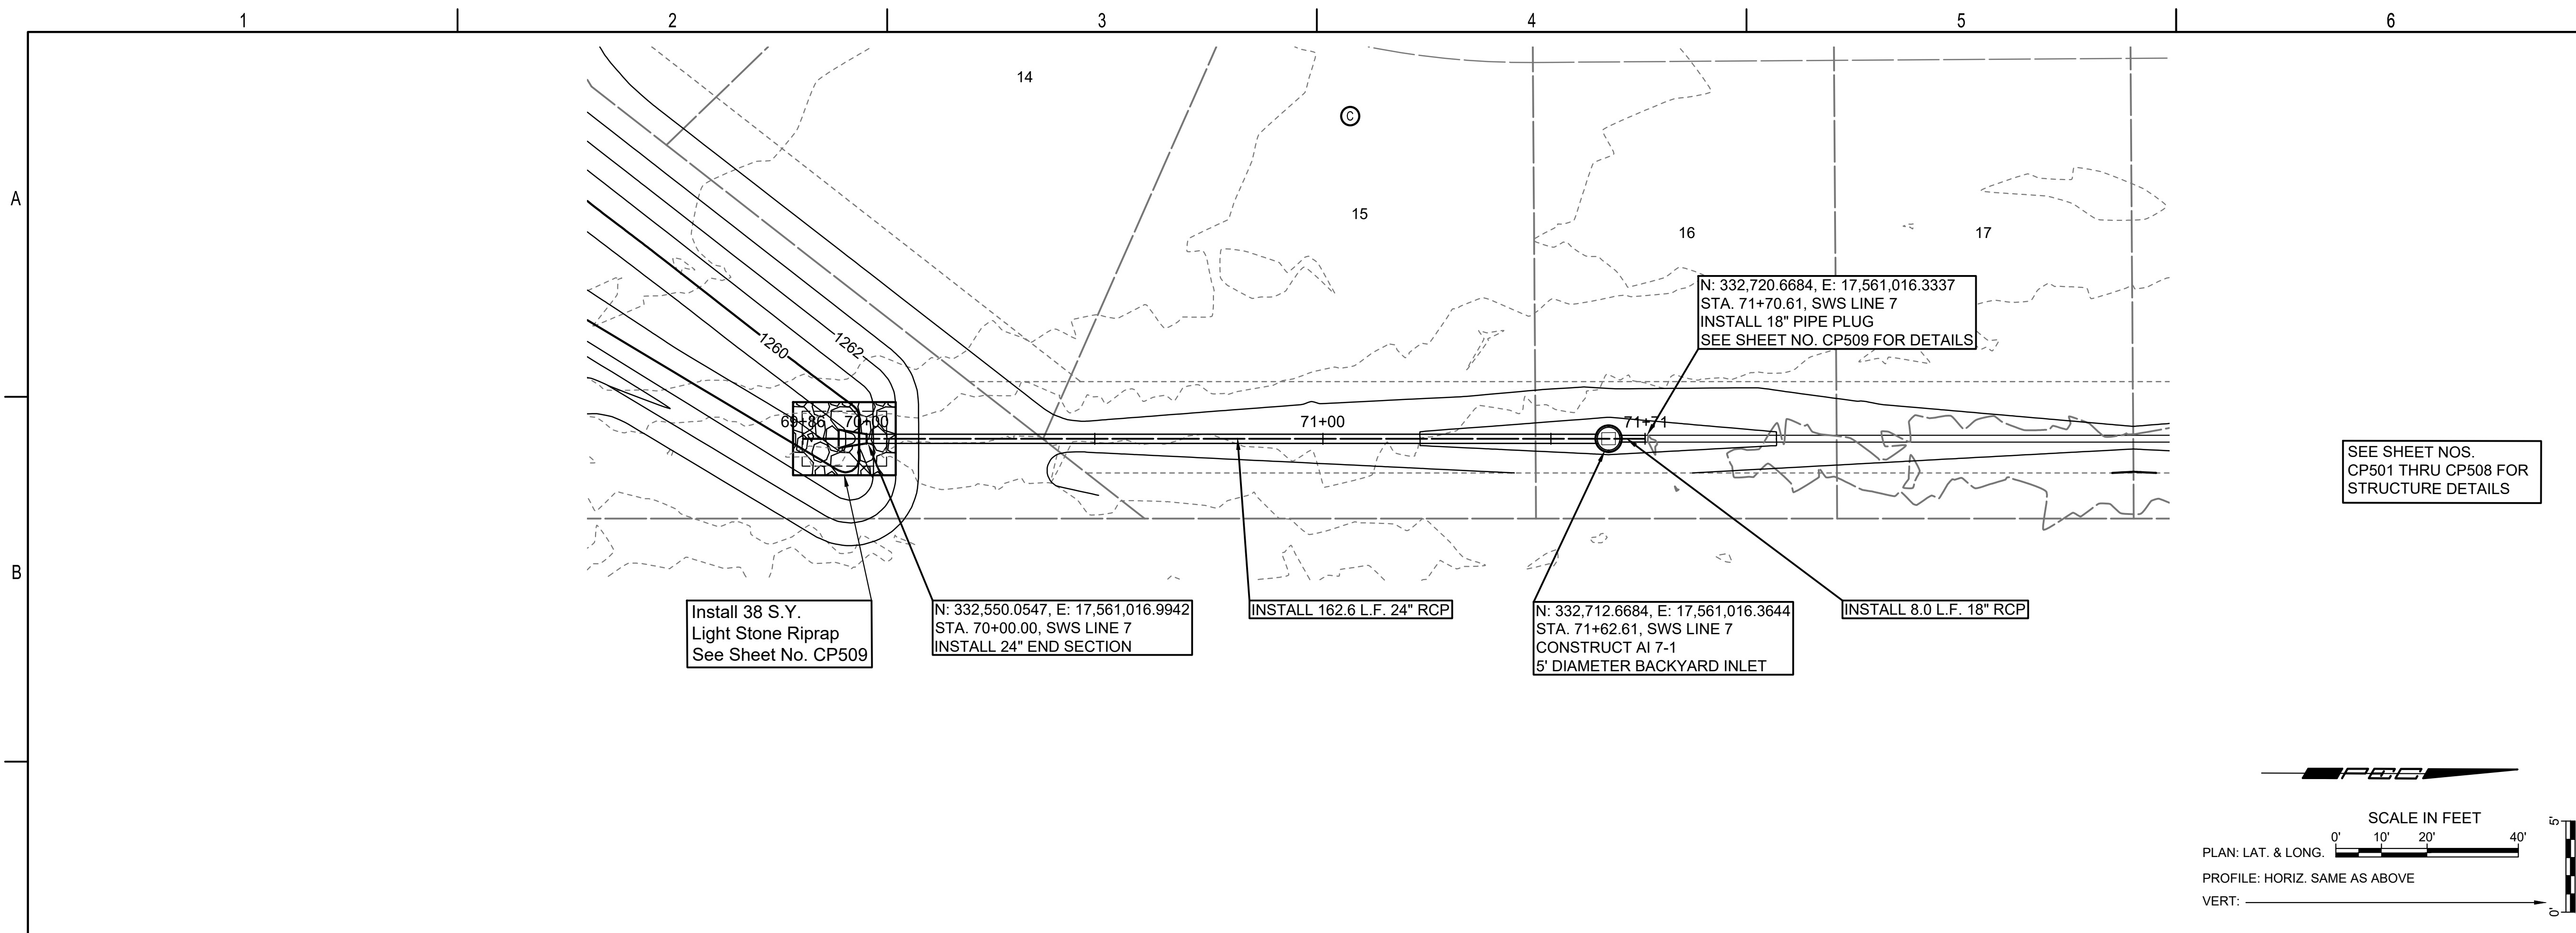 1 2 3 4 5 6
A
B
14
C
15
16
17
1260
1262
N: 332,720.6684, E: 17,561,016.3337
STA. 71+70.61, SWS LINE 7
INSTALL 18" PIPE PLUG
SEE SHEET NO. CP509 FOR DETAILS
69+86 70+00 71+00 71+71
SEE SHEET NOS.
CP501 THRU CP508 FOR
STRUCTURE DETAILS
Install 38 S.Y.
Light Stone Riprap
See Sheet No. CP509
N: 332,550.0547, E: 17,561,016.9942
STA. 70+00.00, SWS LINE 7
INSTALL 24" END SECTION
INSTALL 162.6 L.F. 24" RCP
N: 332,712.6684, E: 17,561,016.3644
STA. 71+62.61, SWS LINE 7
CONSTRUCT AI 7-1
5' DIAMETER BACKYARD INLET
INSTALL 8.0 L.F. 18" RCP
PEC
SCALE IN FEET
0' 10' 20' 40'
PLAN: LAT. & LONG.
PROFILE: HORIZ. SAME AS ABOVE
VERT:
5'
0'